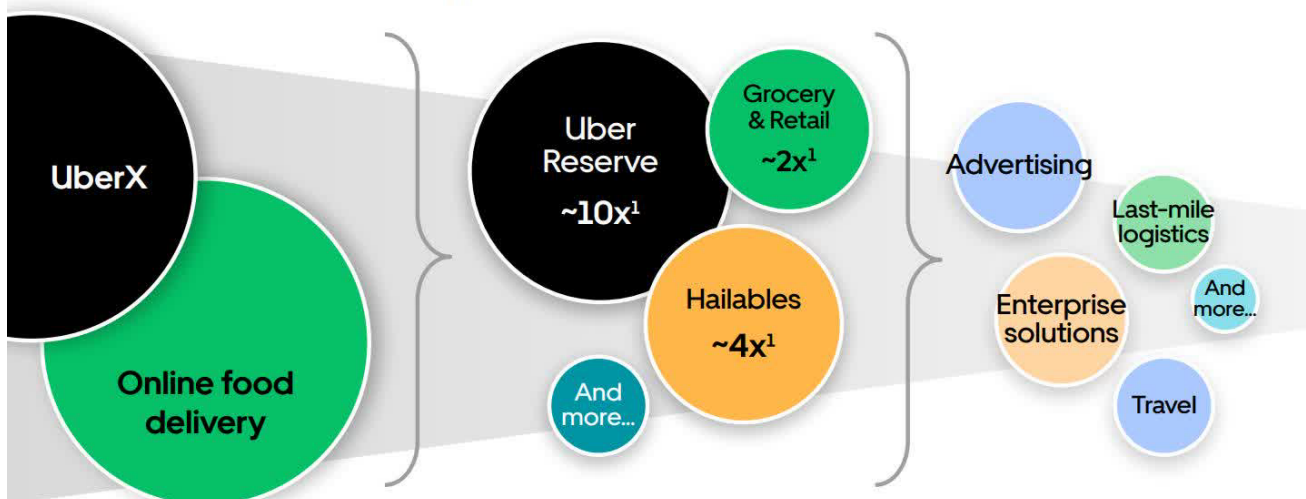 UberX
Online food
delivery
Uber
Reserve
~10x¹
Grocery
& Retail
~2x¹
Hailables
~4x¹
And
more...
Advertising
Last-mile
logistics
Enterprise
solutions
And
more...
Travel